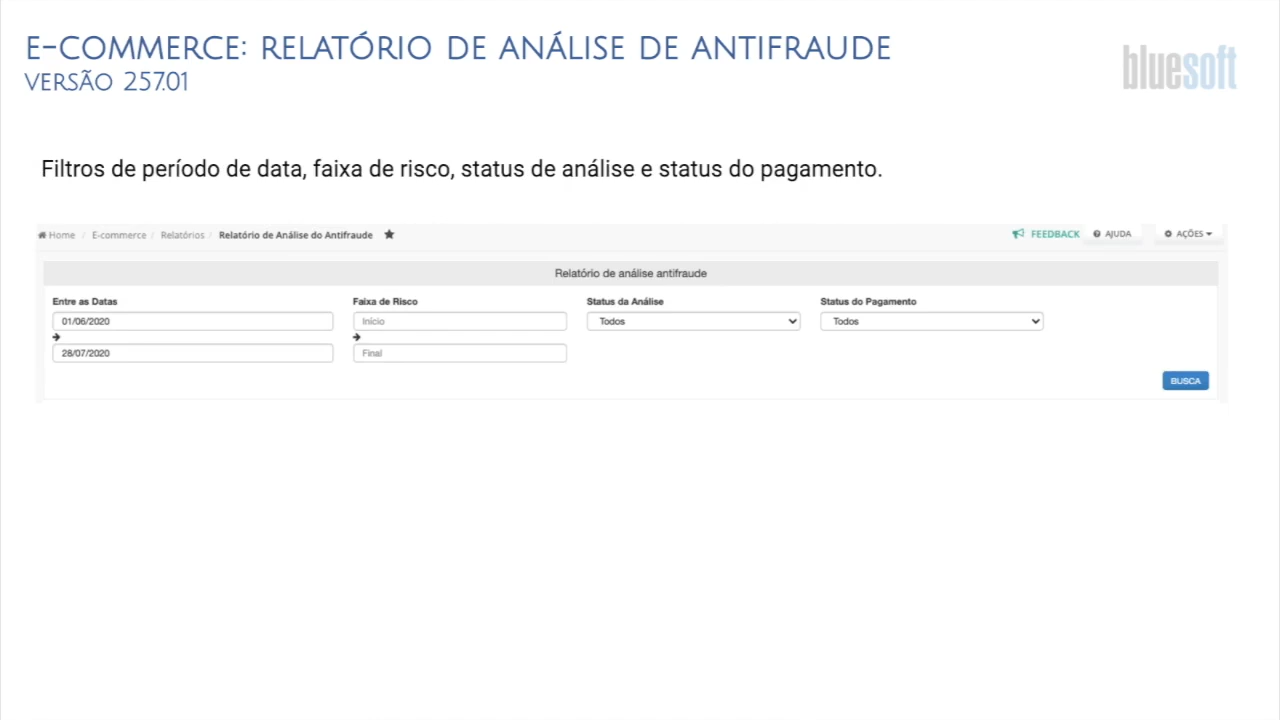 E-COMMERCE: RELATÓRIO DE ANÁLISE DE ANTIFRAUDE
VERSÃO 257.01
bluesoft
Filtros de período de data, faixa de risco, status de análise e status do pagamento.
Home / E-commerce / Relatórios / Relatório de Análise do Antifraude
FEEDBACK AJUDA AÇÕES
Relatório de análise antifraude
Entre as Datas Faixa de Risco Status da Análise Status do Pagamento
01/06/2020 Início Todos Todos
28/07/2020 Final
BUSCA